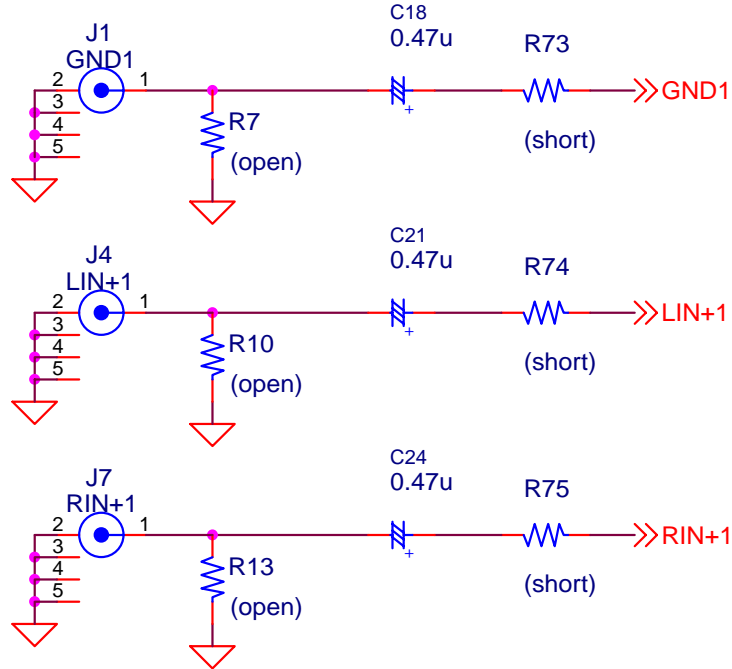 J1
GND1
2
1
3
4
5
R7
(open)
C18
0.47u
+
R73
(short)
GND1
J4
LIN+1
2
1
3
4
5
R10
(open)
C21
0.47u
+
R74
(short)
LIN+1
J7
RIN+1
2
1
3
4
5
R13
(open)
C24
0.47u
+
R75
(short)
RIN+1